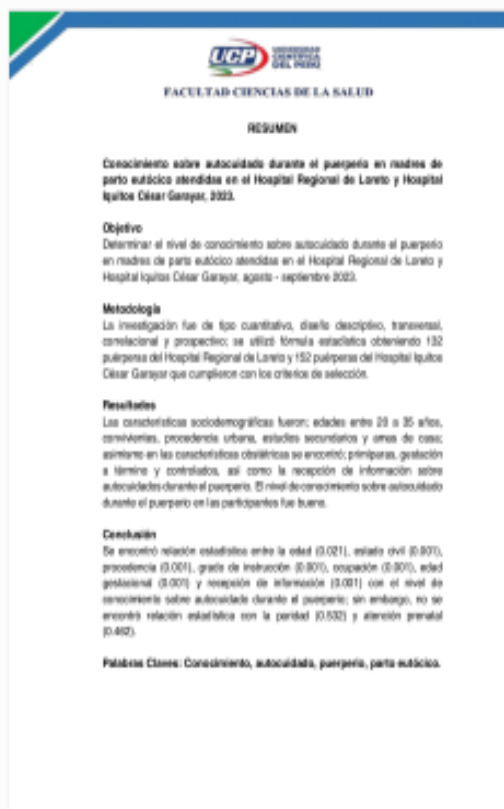 UCP UNIVERSIDAD
CIENTÍFICA
DEL PERÚ
FACULTAD CIENCIAS DE LA SALUD
RESUMEN
Conocimiento sobre autocuidado durante el puerperio en madres de
parto eutócico atendidas en el Hospital Regional de Loreto y Hospital
Iquitos César Garayar, 2023.
Objetivo
Determinar el nivel de conocimiento sobre autocuidado durante el puerperio
en madres de parto eutócico atendidas en el Hospital Regional de Loreto y
Hospital Iquitos César Garayar, agosto - septiembre 2023.
Metodología
La investigación fue de tipo cuantitativo, diseño descriptivo, transversal,
correlacional y prospectivo; se utilizó fórmula estadística obteniendo 132
puérperas del Hospital Regional de Loreto y 152 puérperas del Hospital Iquitos
César Garayar que cumplieron con los criterios de selección.
Resultados
Las características sociodemográficas fueron; edades entre 20 a 35 años,
convivientes, procedencia urbana, estudios secundarios y amas de casa;
asimismo en las características obstétricas se encontró; primíparas, gestación
a término y controlados, así como la recepción de información sobre
autocuidados durante el puerperio. El nivel de conocimiento sobre autocuidado
durante el puerperio en las participantes fue bueno.
Conclusión
Se encontró relación estadística entre la edad (0.021), estado civil (0.001),
procedencia (0.001), grado de instrucción (0.001), ocupación (0.001), edad
gestacional (0.001) y recepción de información (0.001) con el nivel de
conocimiento sobre autocuidado durante el puerperio; sin embargo, no se
encontró relación estadística con la paridad (0.532) y atención prenatal
(0.462).
Palabras Claves: Conocimiento, autocuidado, puerperio, parto eutócico.